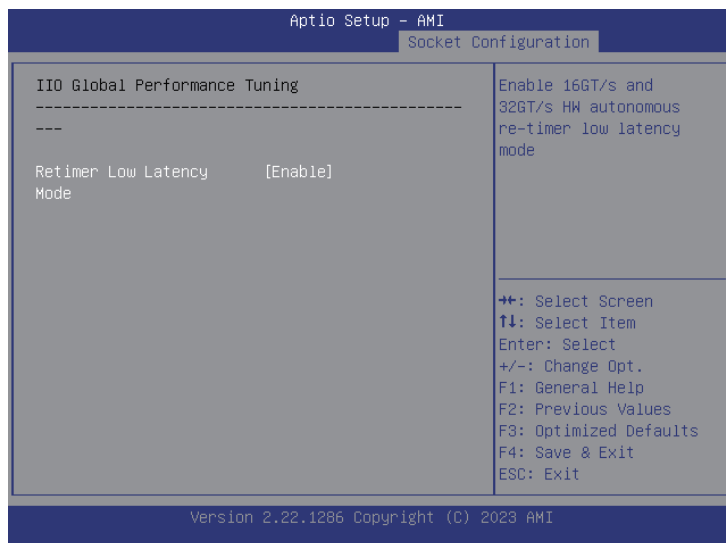 Aptio Setup – AMI
Socket Configuration
IIO Global Performance Tuning
-----------------------------------------------
---
Retimer Low Latency [Enable]
Mode
Enable 16GT/s and
32GT/s HW autonomous
re-timer low latency
mode
→←: Select Screen
↑↓: Select Item
Enter: Select
+/-: Change Opt.
F1: General Help
F2: Previous Values
F3: Optimized Defaults
F4: Save & Exit
ESC: Exit
Version 2.22.1286 Copyright (C) 2023 AMI